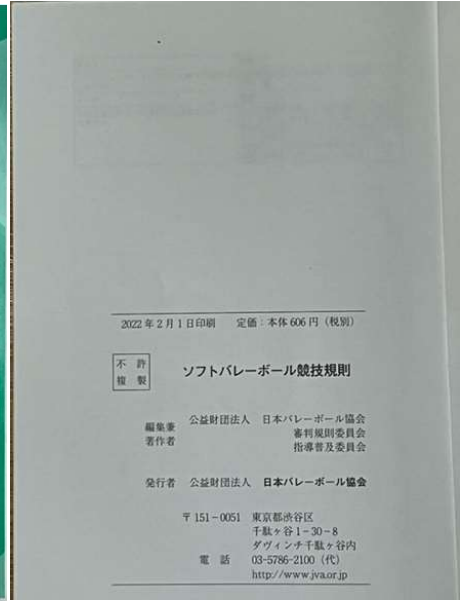 2022年2月1日印刷　定価：本体606円（税別）
不許
複製
ソフトバレーボール競技規則
編集兼
著作者
公益財団法人　日本バレーボール協会
審判規則委員会
指導普及委員会
発行者　公益財団法人　日本バレーボール協会
〒151-0051　東京都渋谷区
千駄ヶ谷1-30-8
ダヴィンチ千駄ヶ谷内
電　話　03-5786-2100（代）
http://www.jva.or.jp